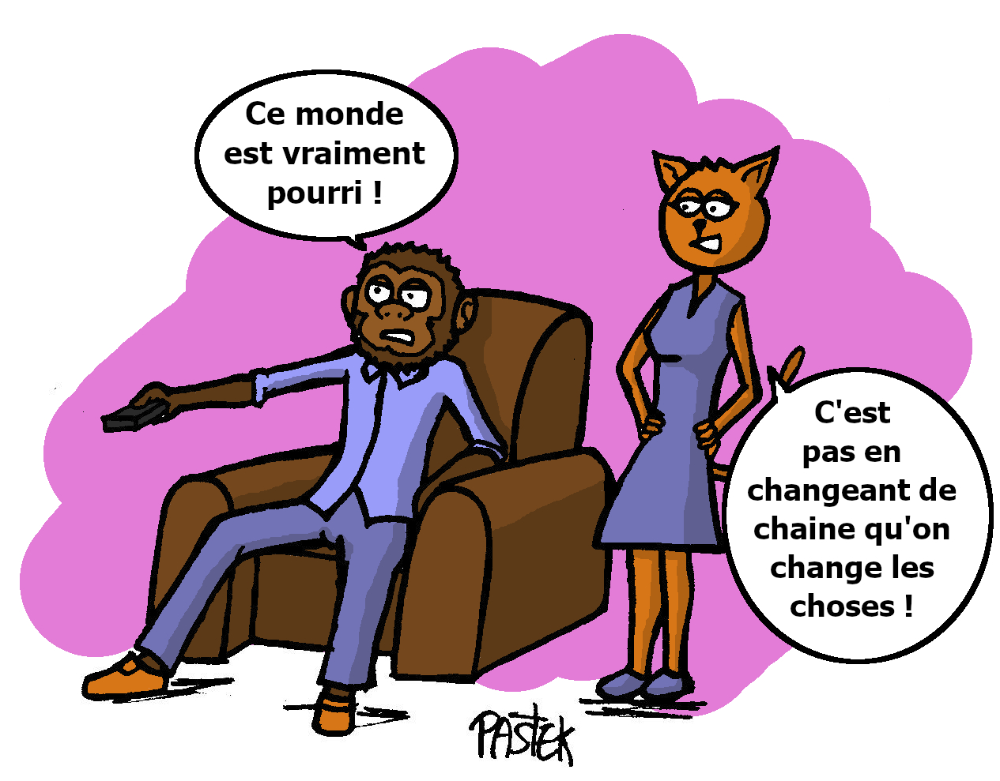 Ce monde
est vraiment
pourri !
C'est
pas en
changeant de
chaine qu'on
change les
choses !
PASTEK